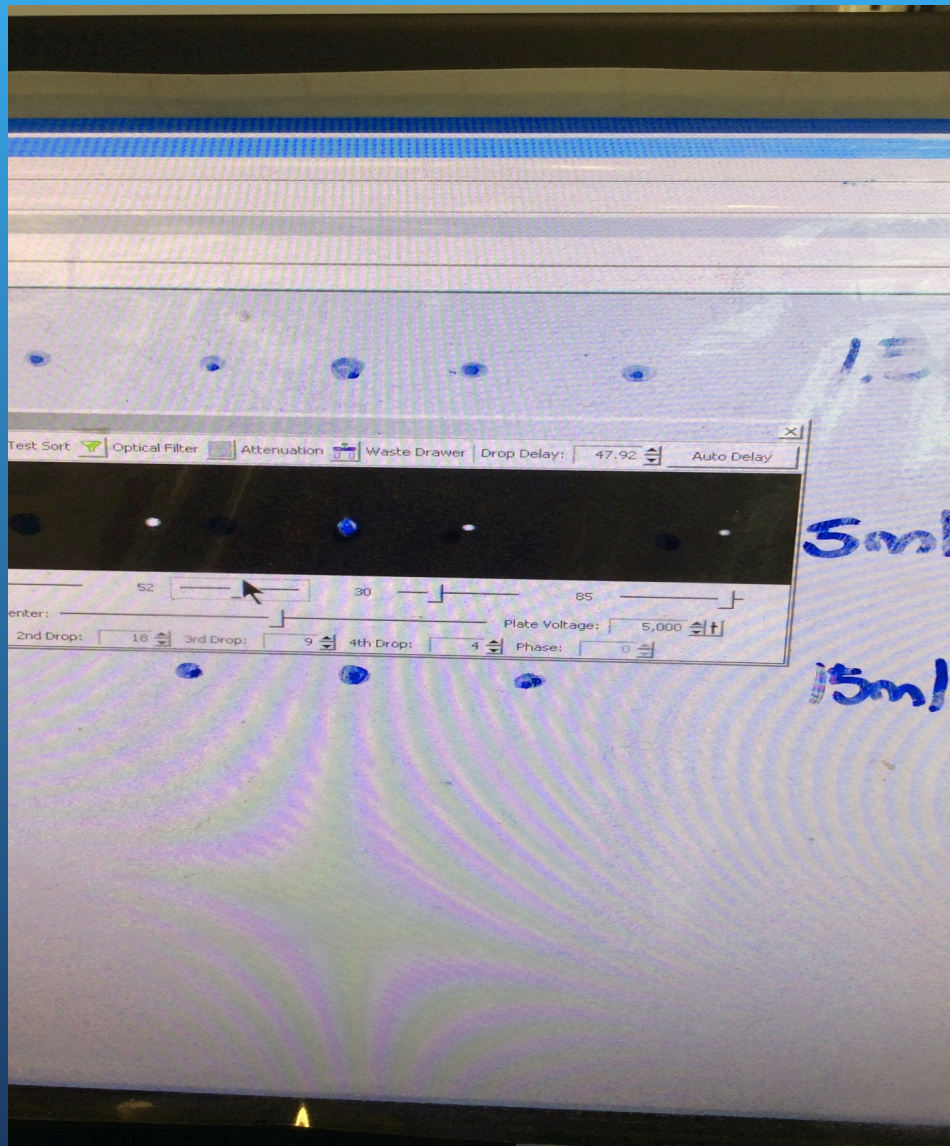 1.5
Test Sort Optical Filter Attenuation Waste Drawer Drop Delay: 47.92 Auto Delay
5ml
52 30 85
enter: Plate Voltage: 5,000
2nd Drop: 18 3rd Drop: 9 4th Drop: 4 Phase: 0
15ml